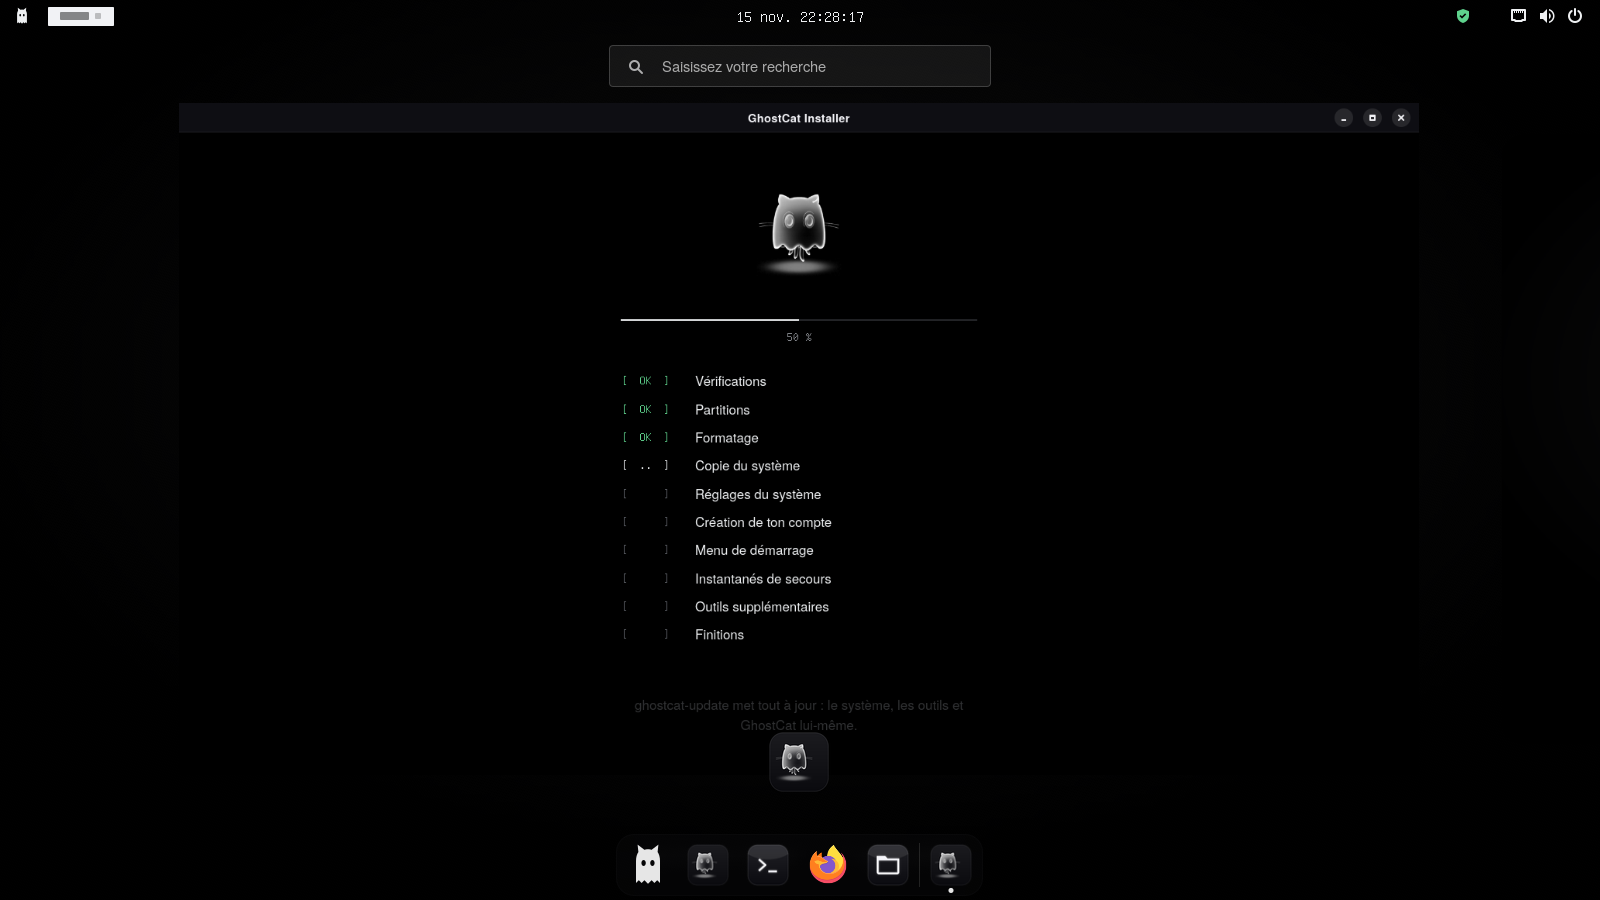 15 nov. 22:28:17
Saisissez votre recherche
GhostCat Installer
50 %
[ OK ] Vérifications
[ OK ] Partitions
[ OK ] Formatage
[ .. ] Copie du système
[ ] Réglages du système
[ ] Création de ton compte
[ ] Menu de démarrage
[ ] Instantanés de secours
[ ] Outils supplémentaires
[ ] Finitions
ghostcat-update met tout à jour : le système, les outils et
GhostCat lui-même.